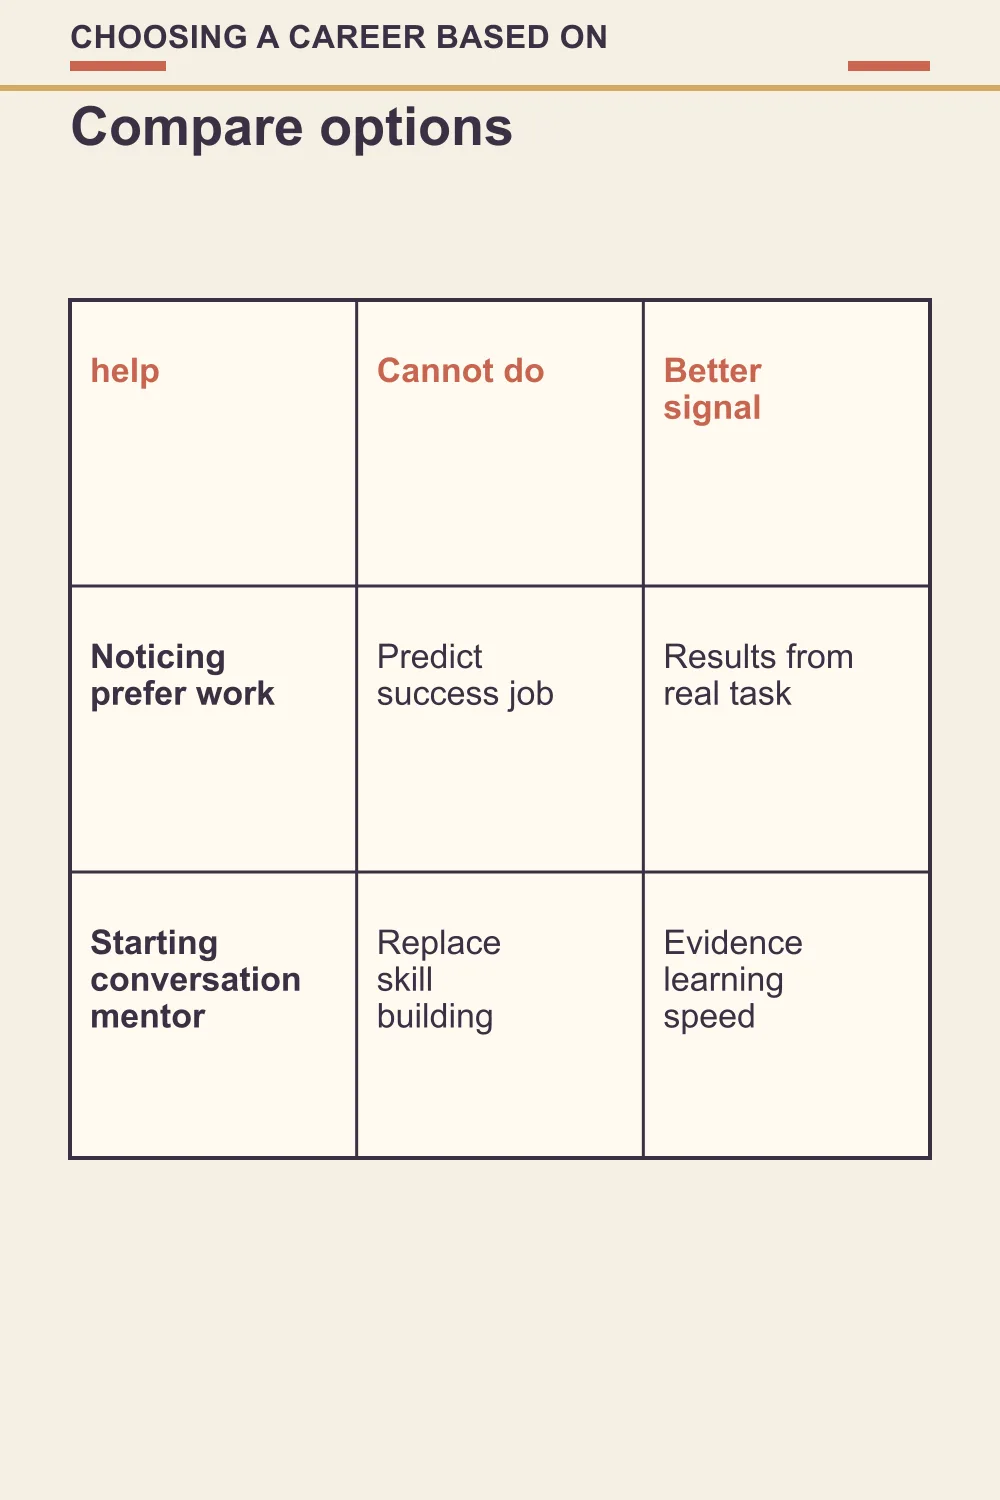 CHOOSING A CAREER BASED ON
Compare options
help
Cannot do
Better
signal
Noticing
prefer work
Predict
success job
Results from
real task
Starting
conversation
mentor
Replace
skill
building
Evidence
learning
speed